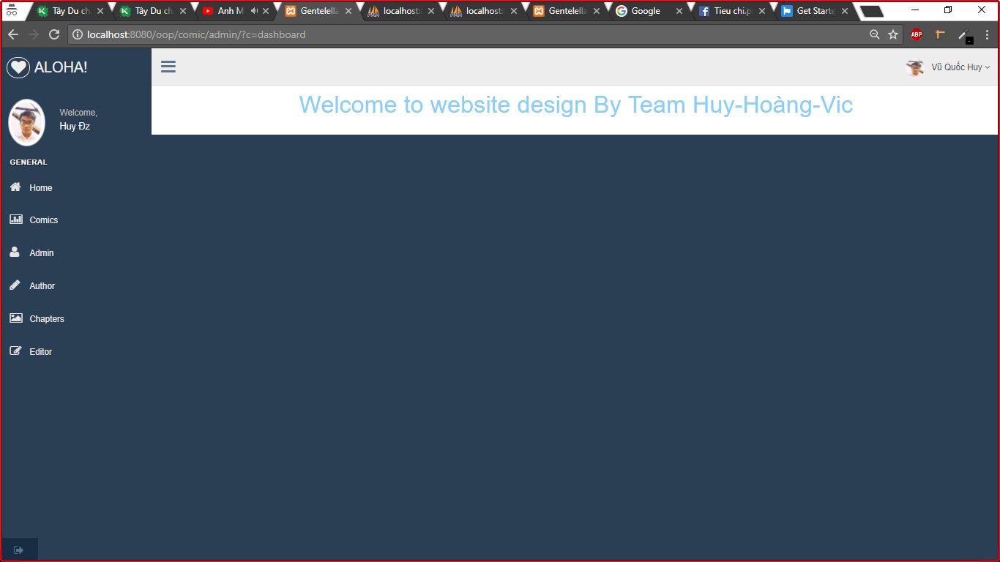 Tây Du ch
Tây Du ch
Anh M
Gentelella
localhost:
localhost:
Gentelella
Google
Tieu chi.p
Get Starte
localhost:8080/oop/comic/admin/?c=dashboard
ABP
ALOHA!
Vũ Quốc Huy
Welcome to website design By Team Huy-Hoàng-Vic
Welcome,
Huy Đz
GENERAL
Home
Comics
Admin
Author
Chapters
Editor